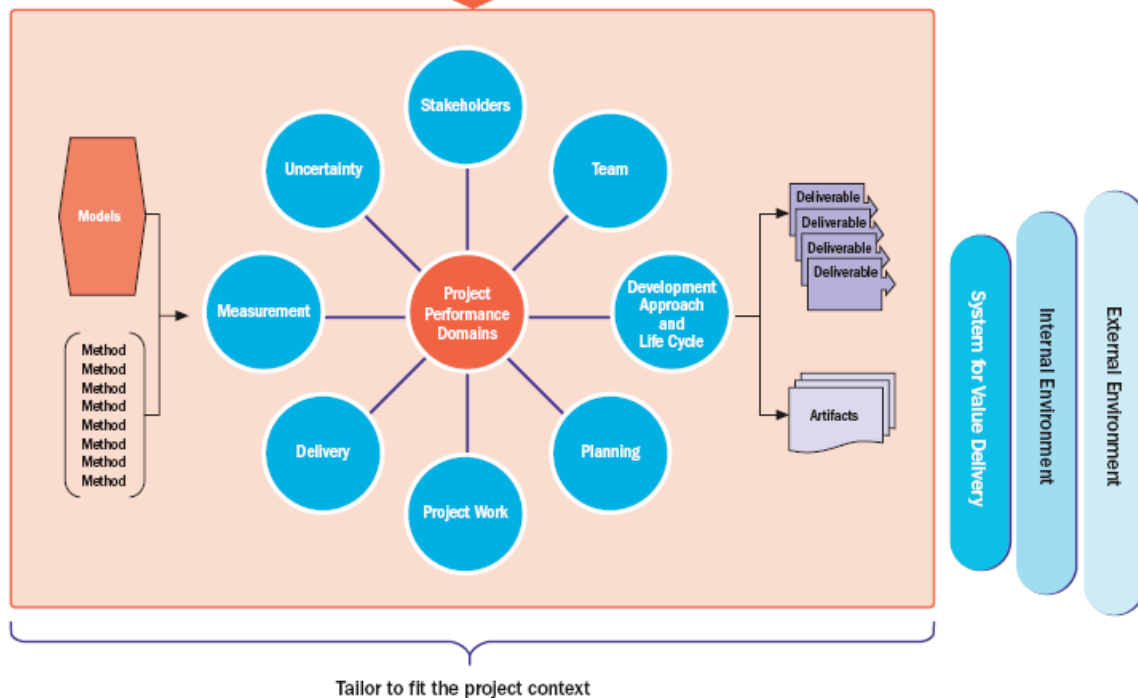 Stakeholders
Uncertainty
Team
Models
Deliverable
Deliverable
Deliverable
Deliverable
Measurement
Project
Performance
Domains
Development
Approach
and
Life Cycle
Method
Method
Method
Method
Method
Method
Method
Method
Artifacts
Delivery
Planning
Project Work
System for Value Delivery
Internal Environment
External Environment
Tailor to fit the project context